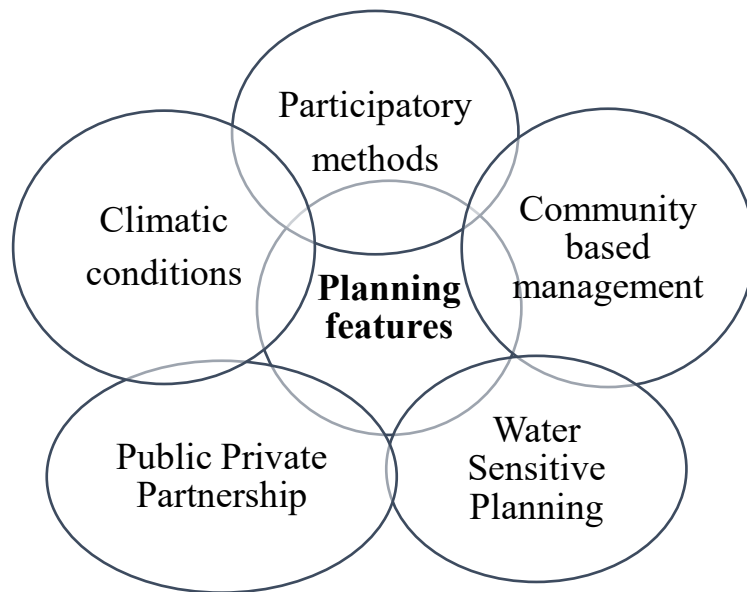 Participatory
methods
Climatic
conditions
Community
based
management
Planning
features
Public Private
Partnership
Water
Sensitive
Planning